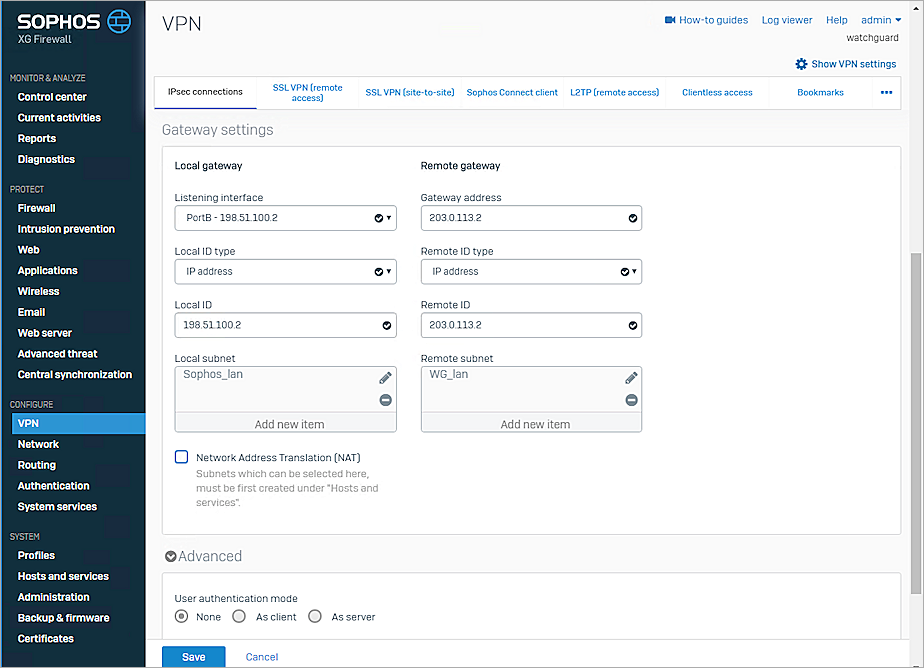 SOPHOS
XG Firewall
MONITOR & ANALYZE
Control center
Current activities
Reports
Diagnostics
PROTECT
Firewall
Intrusion prevention
Web
Applications
Wireless
Email
Web server
Advanced threat
Central synchronization
CONFIGURE
VPN
Network
Routing
Authentication
System services
SYSTEM
Profiles
Hosts and services
Administration
Backup & firmware
Certificates
VPN
How-to guides Log viewer Help admin
watchguard
Show VPN settings
IPsec connections
SSL VPN (remote
access)
SSL VPN (site-to-site)
Sophos Connect client
L2TP (remote access)
Clientless access
Bookmarks
Gateway settings
Local gateway
Listening interface
PortB - 198.51.100.2
Local ID type
IP address
Local ID
198.51.100.2
Local subnet
Sophos_lan
Add new item
Network Address Translation (NAT)
Subnets which can be selected here,
must be first created under "Hosts and
services".
Remote gateway
Gateway address
203.0.113.2
Remote ID type
IP address
Remote ID
203.0.113.2
Remote subnet
WG_lan
Add new item
Advanced
User authentication mode
None As client As server
Save Cancel